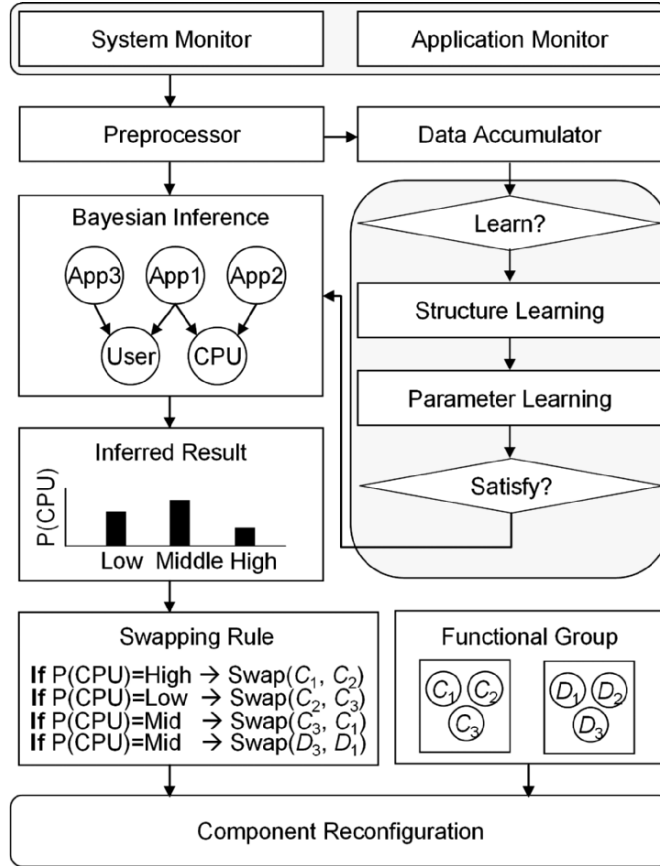 System Monitor
Application Monitor
Preprocessor
Data Accumulator
Bayesian Inference
App3 App1 App2
User CPU
Learn?
Structure Learning
Parameter Learning
Satisfy?
Inferred Result
P(CPU)
Low Middle High
Swapping Rule
If P(CPU)=High → Swap(C₁, C₂)
If P(CPU)=Low → Swap(C₂, C₃)
If P(CPU)=Mid → Swap(C₃, C₁)
If P(CPU)=Mid → Swap(D₃, D₁)
Functional Group
C₁ C₂ D₁ D₂
C₃ D₃
Component Reconfiguration